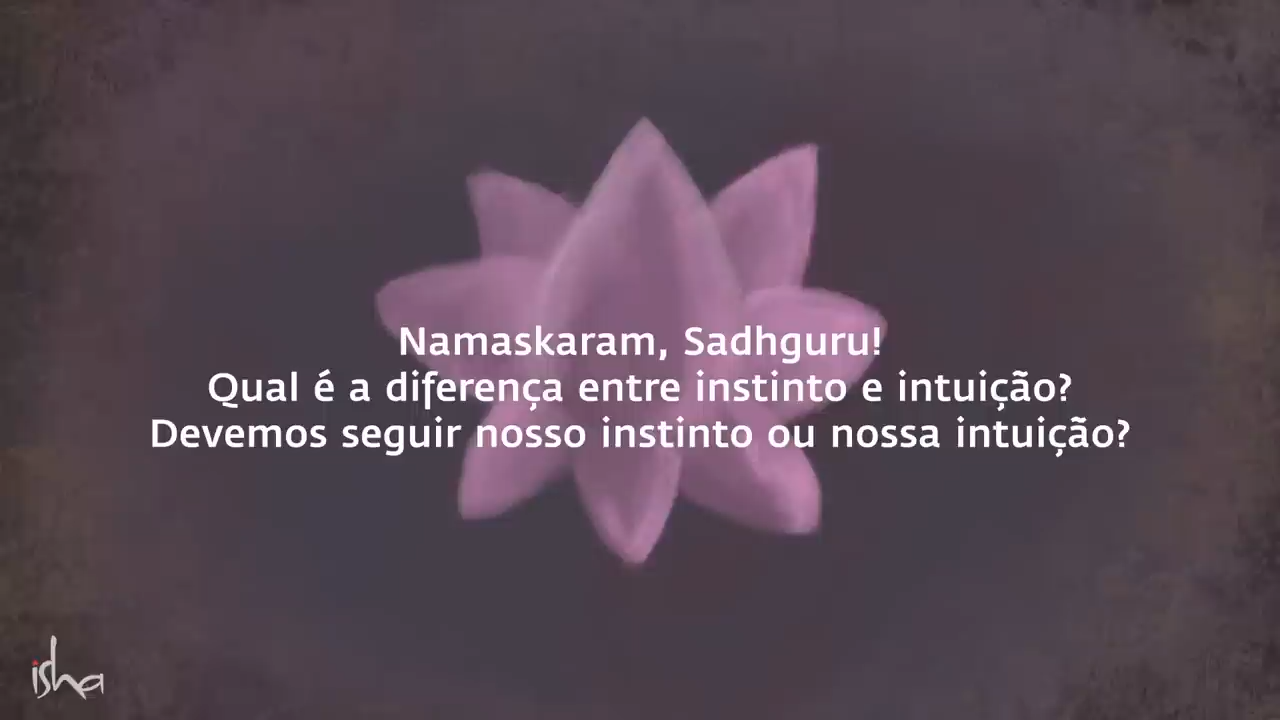 Namaskaram, Sadhguru!
Qual é a diferença entre instinto e intuição?
Devemos seguir nosso instinto ou nossa intuição?
isha